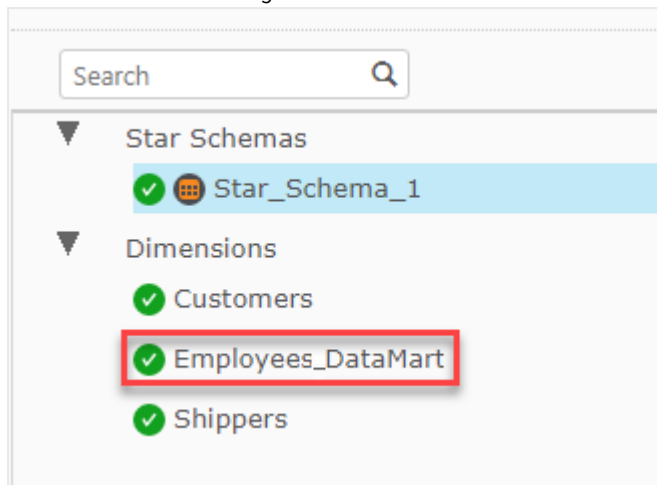 Search
Star Schemas
Star_Schema_1
Dimensions
Customers
Employees_DataMart
Shippers